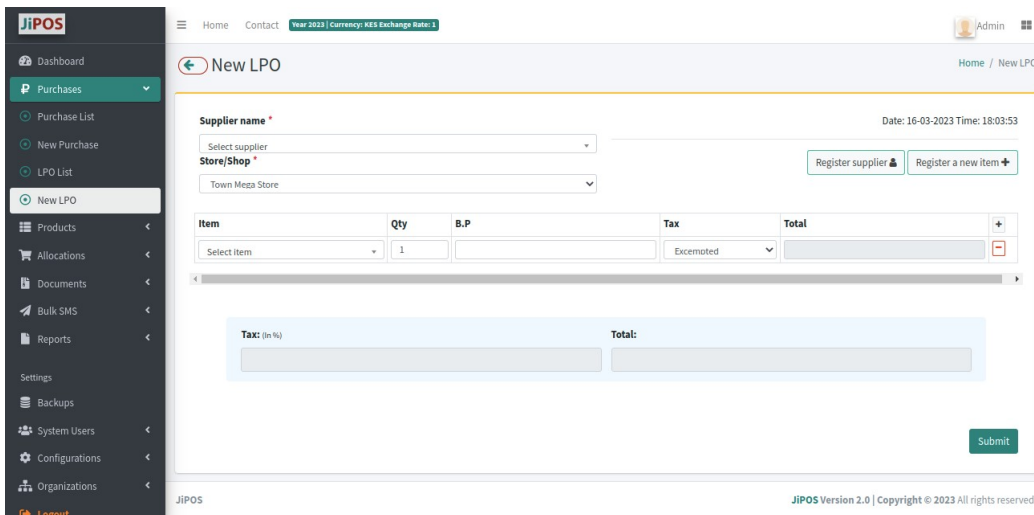 JiPOS
Home Contact Year 2023 | Currency: KES Exchange Rate: 1
Admin
Dashboard
Purchases
Purchase List
New Purchase
LPO List
New LPO
Products
Allocations
Documents
Bulk SMS
Reports
Settings
Backups
System Users
Configurations
Organizations
Logout
New LPO
Home / New LPO
Supplier name *
Date: 16-03-2023 Time: 18:03:53
Select supplier
Store/Shop *
Register supplier Register a new item
Town Mega Store
Item Qty B.P Tax Total
Select item 1 Excempted
Tax: (In %) Total:
Submit
JiPOS
JiPOS Version 2.0 | Copyright © 2023 All rights reserved